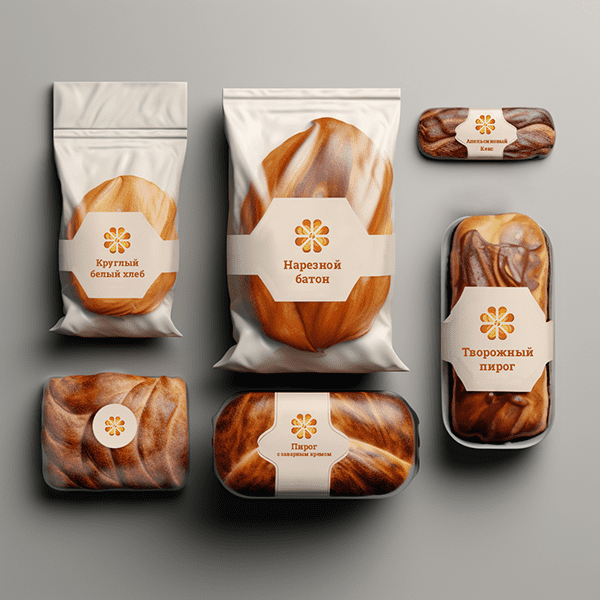 Круглый
белый хлеб
Нарезной
батон
Апельсиновый
Кекс
Творожный
пирог
Пирог
с заварным кремом